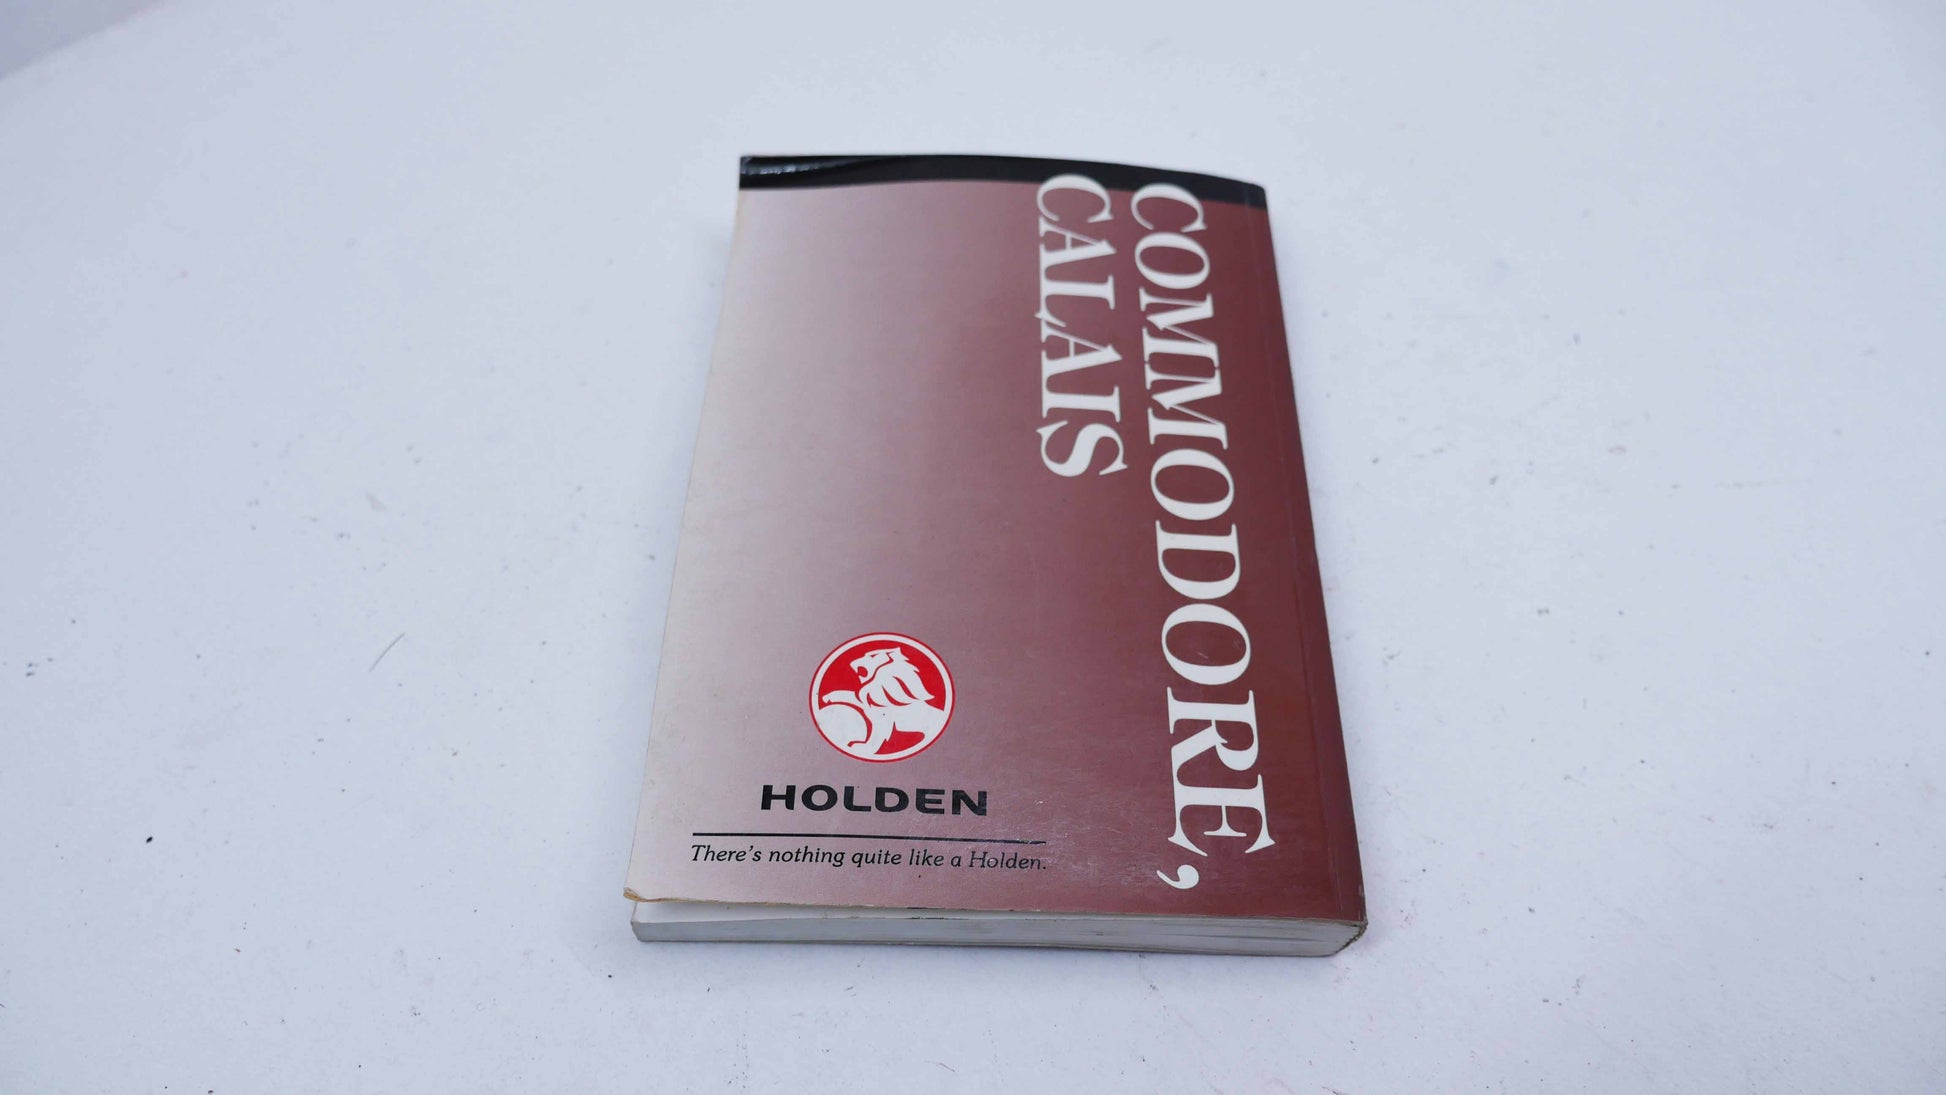 COMMODORE,
CALAIS
HOLDEN
There's nothing quite like a Holden.